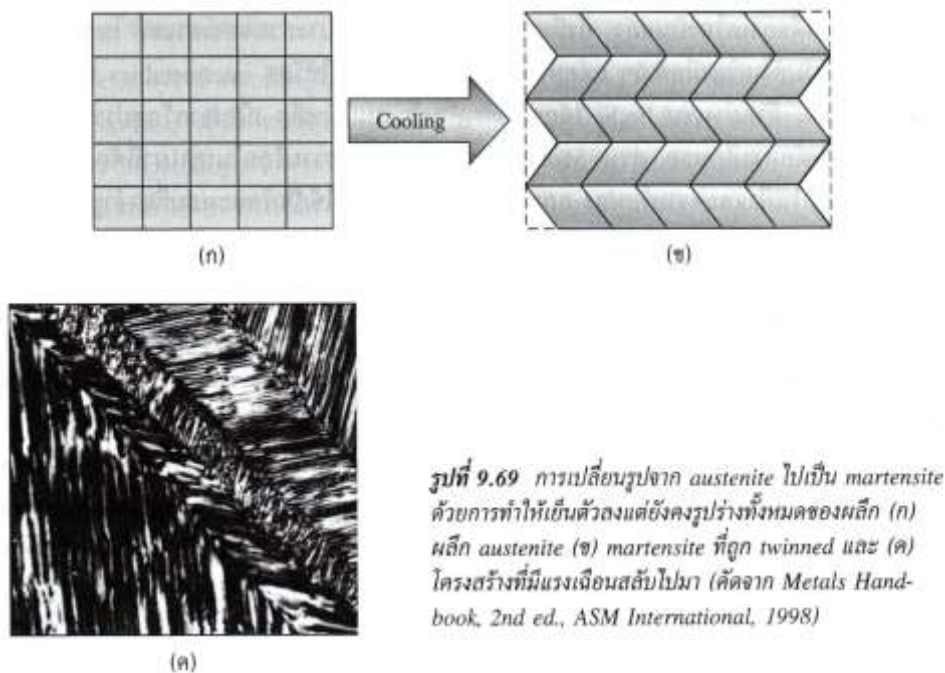 Cooling
(ก)
(ข)
รูปที่ 9.69 การเปลี่ยนรูปจาก austenite ไปเป็น martensite
ด้วยการทำให้เย็นตัวลงแต่ยังคงรูปร่างทั้งหมดของผลึก (ก)
ผลึก austenite (ข) martensite ที่ถูก twinned และ (ค)
โครงสร้างที่มีแรงเฉือนสลับไปมา (คัดจาก Metals Hand-
book, 2nd ed., ASM International, 1998)
(ค)